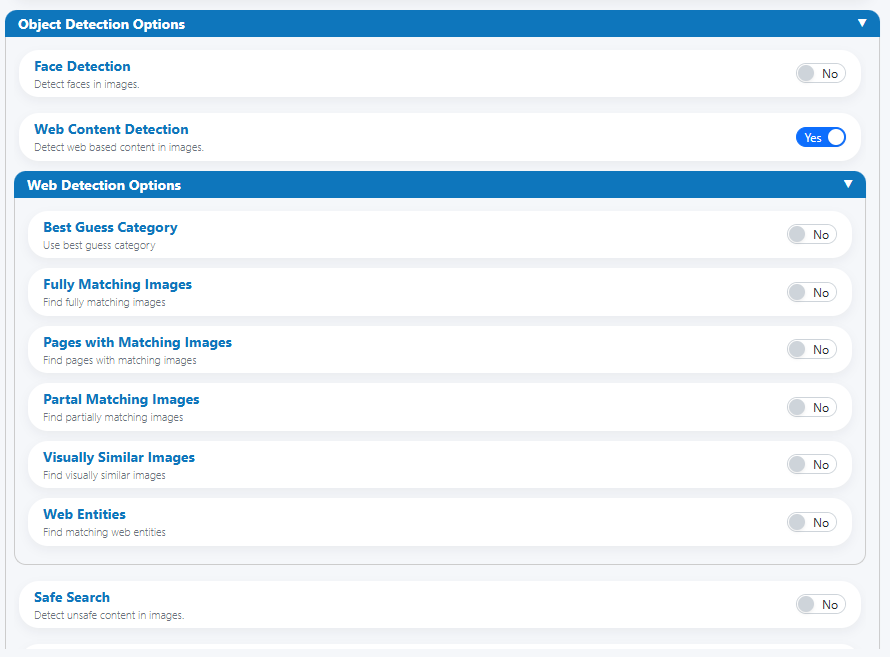 Object Detection Options
Face Detection
Detect faces in images.
No
Web Content Detection
Detect web based content in images.
Yes
Web Detection Options
Best Guess Category
Use best guess category
No
Fully Matching Images
Find fully matching images
No
Pages with Matching Images
Find pages with matching images
No
Partal Matching Images
Find partially matching images
No
Visually Similar Images
Find visually similar images
No
Web Entities
Find matching web entities
No
Safe Search
Detect unsafe content in images.
No